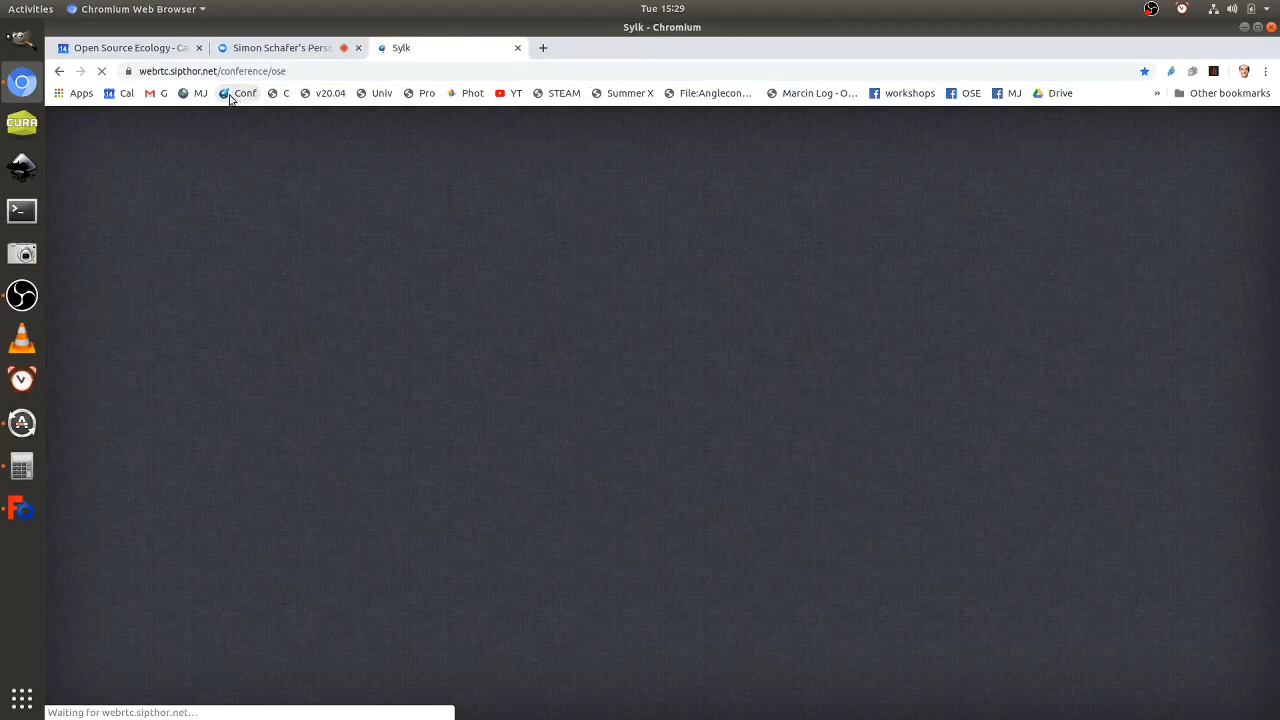 Activities Chromium Web Browser Tue 15:29
Sylk - Chromium
Open Source Ecology - Ca Simon Schafer's Perso Sylk
webrtc.sipthor.net/conference/ose
Apps Cal G MJ Conf C v20.04 Univ Pro Phot YT STEAM Summer X File:Anglecon... Marcin Log - O... workshops OSE MJ Drive » Other bookmarks
CURA
Waiting for webrtc.sipthor.net...